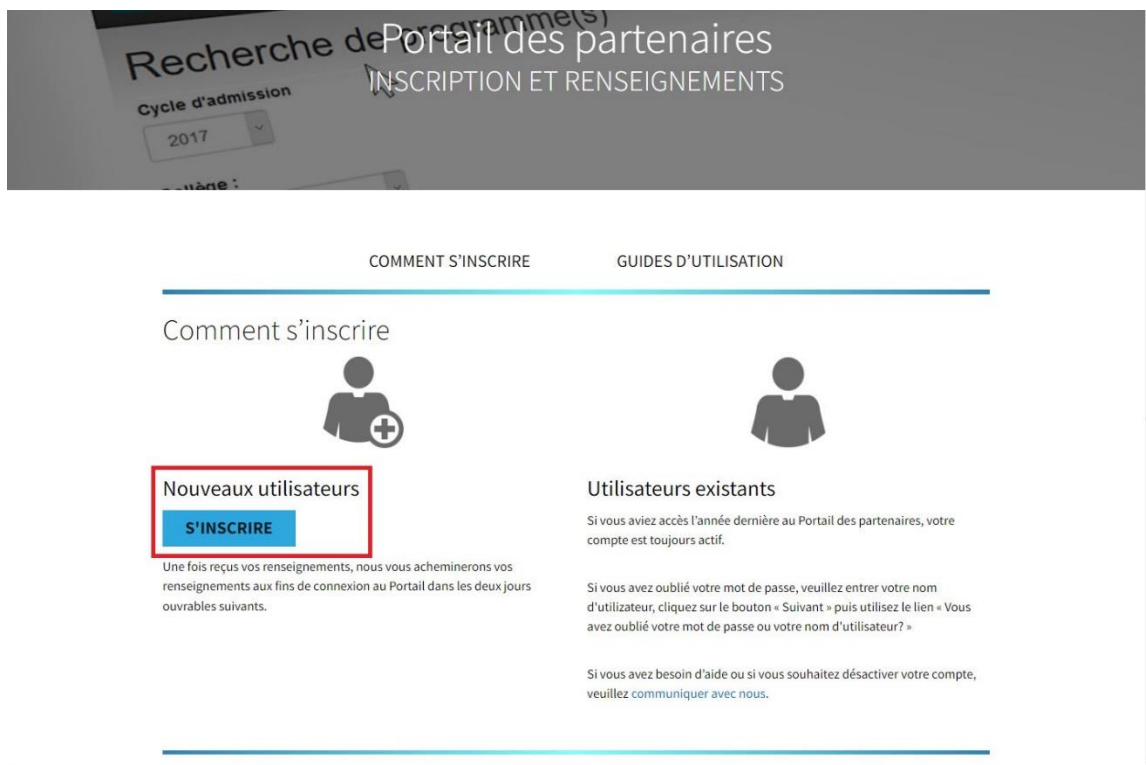 Recherche de programme(s)
Portail des partenaires
INSCRIPTION ET RENSEIGNEMENTS
Cycle d'admission
2017
Collège :
COMMENT S'INSCRIRE
GUIDES D'UTILISATION
Comment s'inscrire
Nouveaux utilisateurs
S'INSCRIRE
Une fois reçus vos renseignements, nous vous acheminerons vos
renseignements aux fins de connexion au Portail dans les deux jours
ouvrables suivants.
Utilisateurs existants
Si vous aviez accès l'année dernière au Portail des partenaires, votre
compte est toujours actif.
Si vous avez oublié votre mot de passe, veuillez entrer votre nom
d'utilizateur, cliquez sur le bouton « Suivant » puis utilisez le lien « Vous
avez oublié votre mot de passe ou votre nom d'utilisateur? »
Si vous avez besoin d'aide ou si vous souhaitez désactiver votre compte,
veuillez communiquer avec nous.